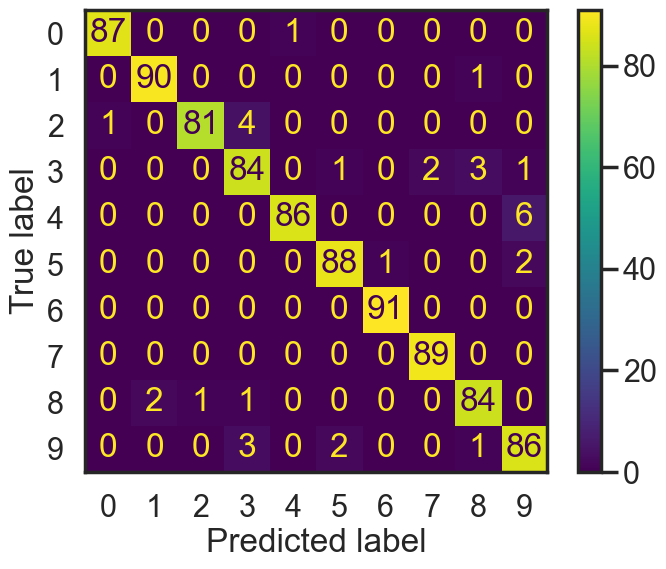 0 87 0 0 0 1 0 0 0 0 0
1 0 90 0 0 0 0 0 0 1 0 80
2 1 0 81 4 0 0 0 0 0 0
3 0 0 0 84 0 1 0 2 3 1 60
4 0 0 0 0 86 0 0 0 0 6
5 0 0 0 0 0 88 1 0 0 2 40
6 0 0 0 0 0 0 91 0 0 0
7 0 0 0 0 0 0 0 89 0 0 20
8 0 2 1 1 0 0 0 0 84 0
9 0 0 0 3 0 2 0 0 1 86 0
0 1 2 3 4 5 6 7 8 9
Predicted label
True label